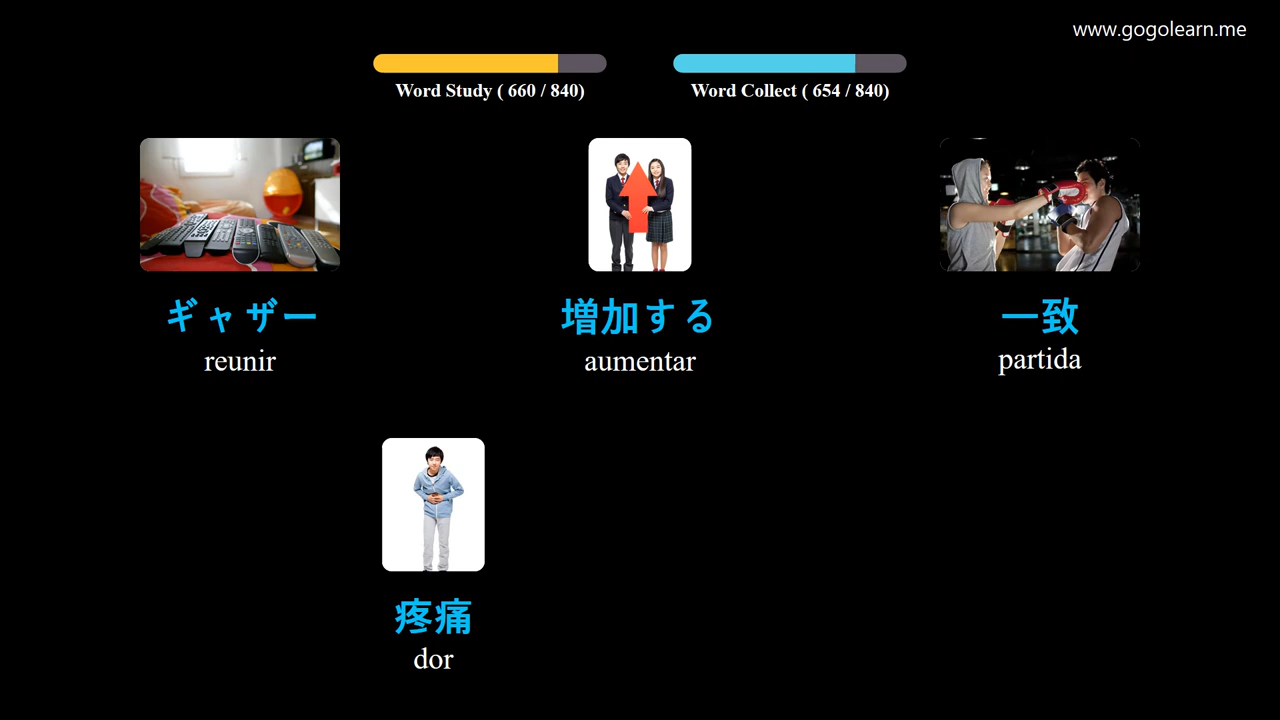 www.gogolearn.me
Word Study ( 660 / 840)
Word Collect ( 654 / 840)
ギャザー
reunir
増加する
aumentar
一致
partida
疼痛
dor